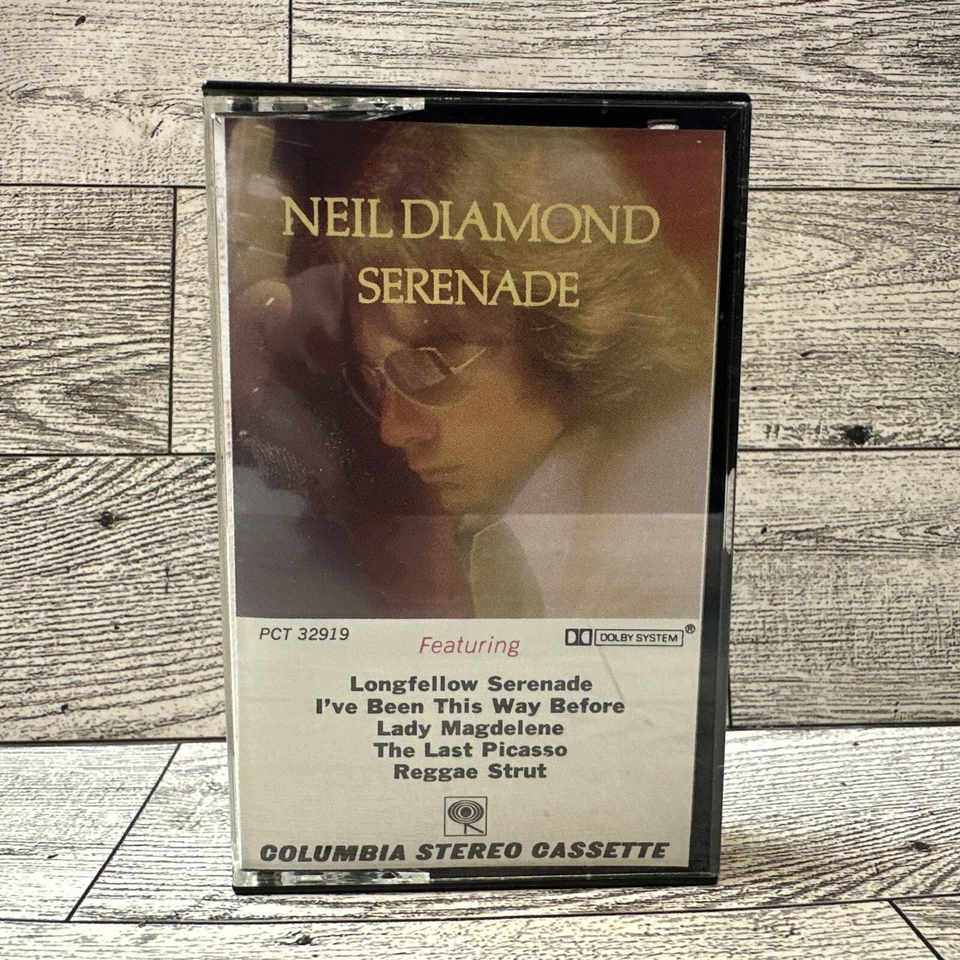 NEIL DIAMOND
SERENADE
PCT 32919
Featuring
DOLBY SYSTEM®
Longfellow Serenade
I've Been This Way Before
Lady Magdelene
The Last Picasso
Reggae Strut
COLUMBIA STEREO CASSETTE